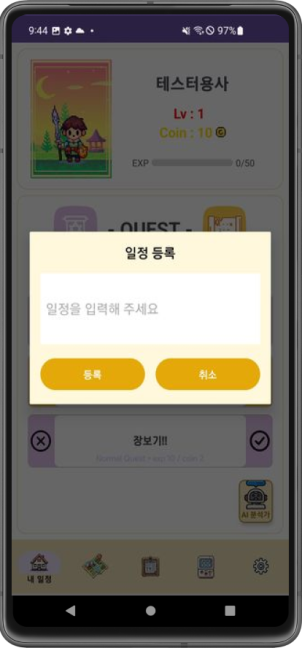 9:44
97%
테스터용사
Lv : 1
Coin : 10
EXP 0/50
- QUEST -
일정 등록
일정을 입력해 주세요
등록
취소
장보기!!
AI 분석가
내 일정